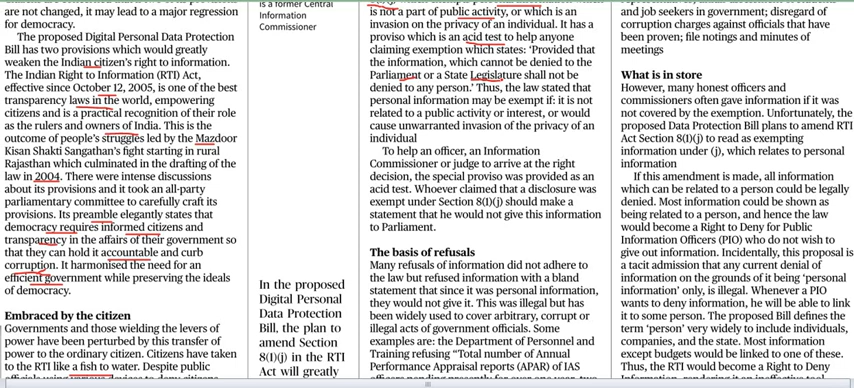 are not changed, it may lead to a major regression
for democracy.
The proposed Digital Personal Data Protection
Bill has two provisions which would greatly
weaken the Indian citizen's right to information.
The Indian Right to Information (RTI) Act,
effective since October 12, 2005, is one of the best
transparency laws in the world, empowering
citizens and is a practical recognition of their role
as the rulers and owners of India. This is the
outcome of people's struggles led by the Mazdoor
Kisan Shakti Sangathan's fight starting in rural
Rajasthan which culminated in the drafting of the
law in 2004. There were intense discussions
about its provisions and it took an all-party
parliamentary committee to carefully craft its
provisions. Its preamble elegantly states that
democracy requires informed citizens and
transparency in the affairs of their government so
that they can hold it accountable and curb
corruption. It harmonised the need for an
efficient government while preserving the ideals
of democracy.
Embraced by the citizen
Governments and those wielding the levers of
power have been perturbed by this transfer of
power to the ordinary citizen. Citizens have taken
to the RTI like a fish to water. Despite public
is a former Central
Information
Commissioner
In the proposed
Digital Personal
Data Protection
Bill, the plan to
amend Section
8(1)(j) in the RTI
Act will greatly
is not a part of public activity, or which is an
invasion on the privacy of an individual. It has a
proviso which is an acid test to help anyone
claiming exemption which states: 'Provided that
the information, which cannot be denied to the
Parliament or a State Legislature shall not be
denied to any person.' Thus, the law stated that
personal information may be exempt if: it is not
related to a public activity or interest, or would
cause unwarranted invasion of the privacy of an
individual
To help an officer, an Information
Commissioner or judge to arrive at the right
decision, the special proviso was provided as an
acid test. Whoever claimed that a disclosure was
exempt under Section 8(1)(j) should make a
statement that he would not give this information
to Parliament.
The basis of refusals
Many refusals of information did not adhere to
the law but refused information with a bland
statement that since it was personal information,
they would not give it. This was illegal but has
been widely used to cover arbitrary, corrupt or
illegal acts of government officials. Some
examples are: the Department of Personnel and
Training refusing "Total number of Annual
Performance Appraisal reports (APAR) of IAS
and job seekers in government; disregard of
corruption charges against officials that have
been proven; file notings and minutes of
meetings
What is in store
However, many honest officers and
commissioners often gave information if it was
not covered by the exemption. Unfortunately, the
proposed Data Protection Bill plans to amend RTI
Act Section 8(1)(j) to read as exempting
information under (j), which relates to personal
information
If this amendment is made, all information
which can be related to a person could be legally
denied. Most information could be shown as
being related to a person, and hence the law
would become a Right to Deny for Public
Information Officers (PIO) who do not wish to
give out information. Incidentally, this proposal is
a tacit admission that any current denial of
information on the grounds of it being 'personal
information' only, is illegal. Whenever a PIO
wants to deny information, he will be able to link
it to some person. The proposed Bill defines the
term 'person' very widely to include individuals,
companies, and the state. Most information
except budgets would be linked to one of these.
Thus, the RTI would become a Right to Deny